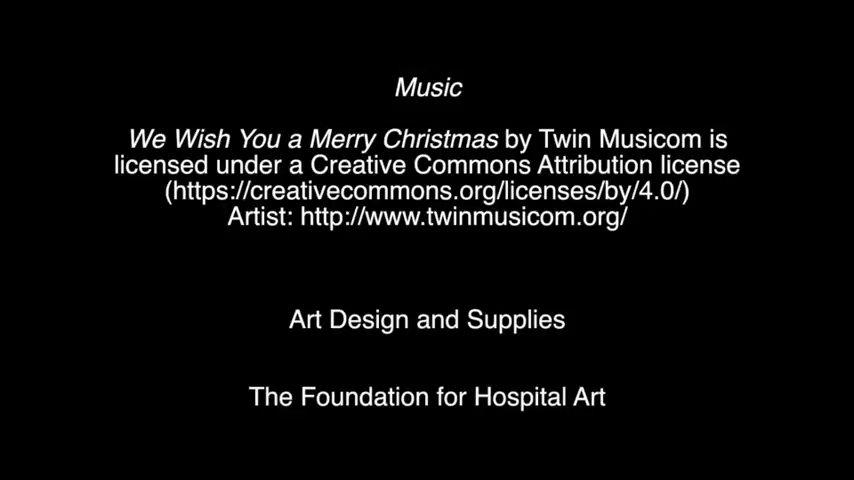 Music
We Wish You a Merry Christmas by Twin Musicom is
licensed under a Creative Commons Attribution license
(https://creativecommons.org/licenses/by/4.0/)
Artist: http://www.twinmusicom.org/
Art Design and Supplies
The Foundation for Hospital Art